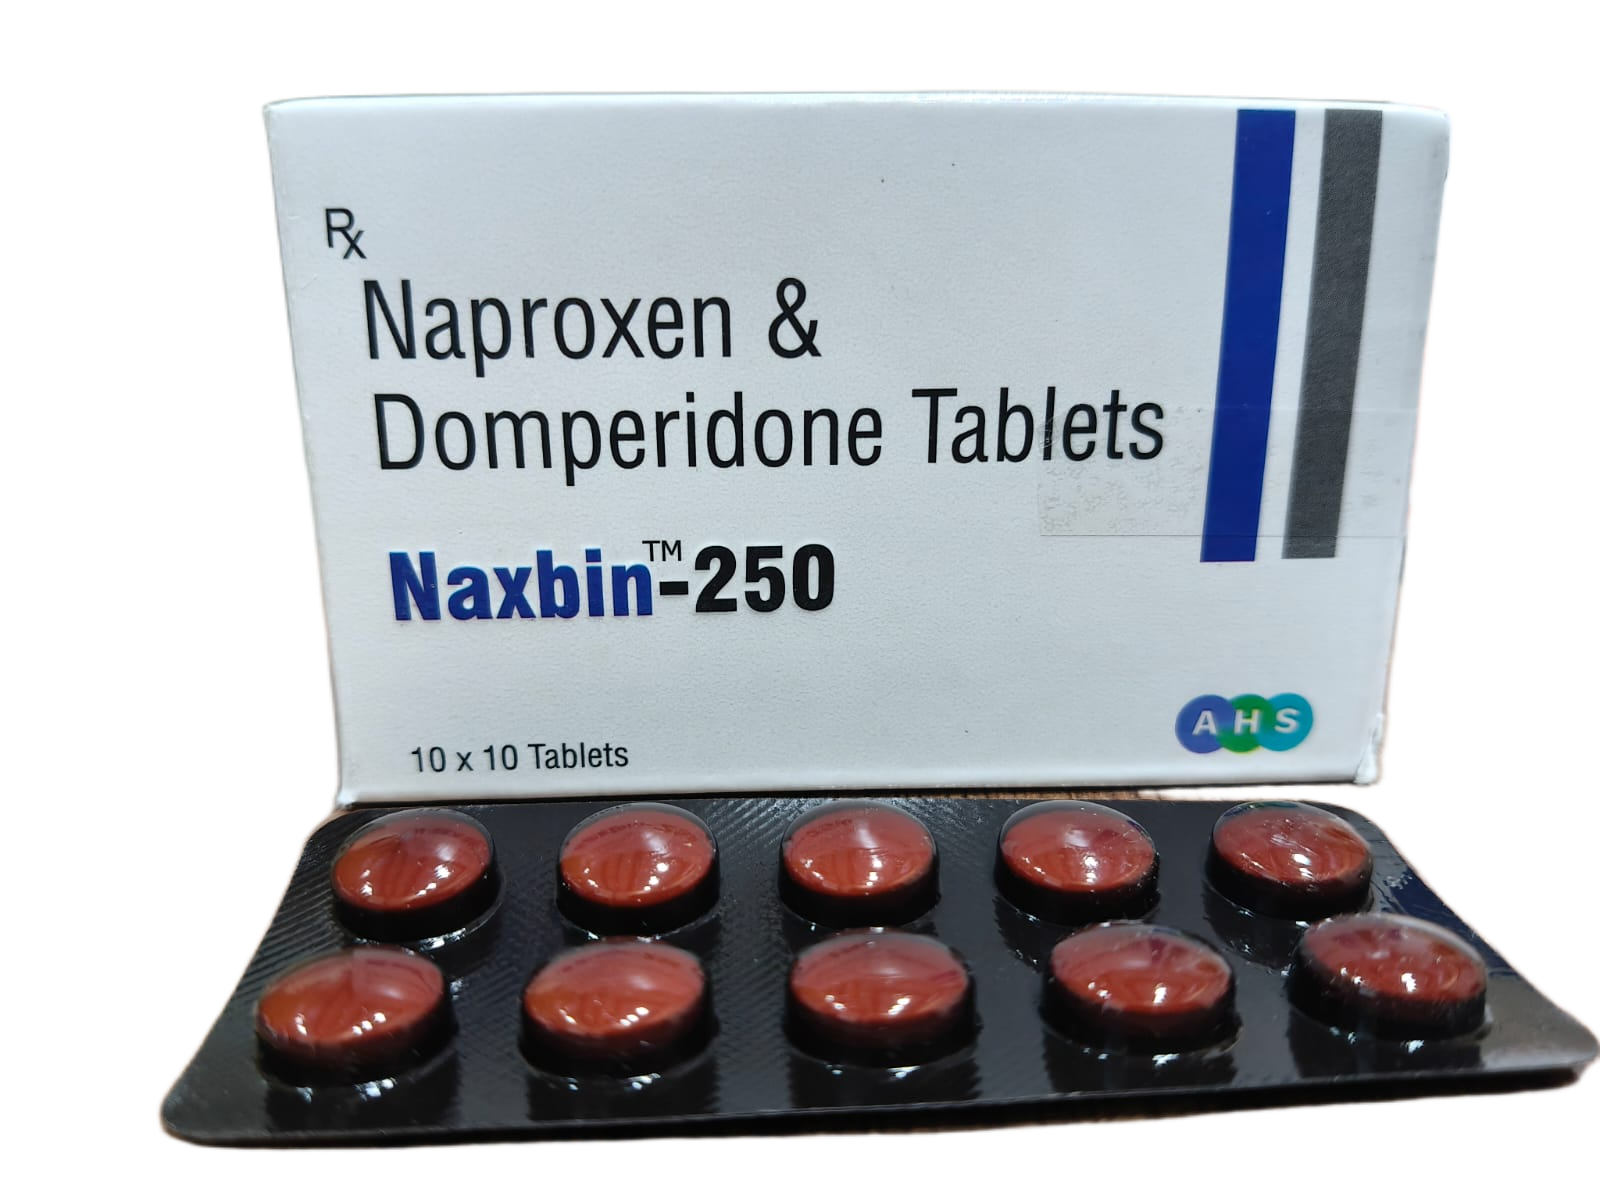 Rx
Naproxen &
Domperidone Tablets
Naxbin™-250
10 x 10 Tablets
AHS